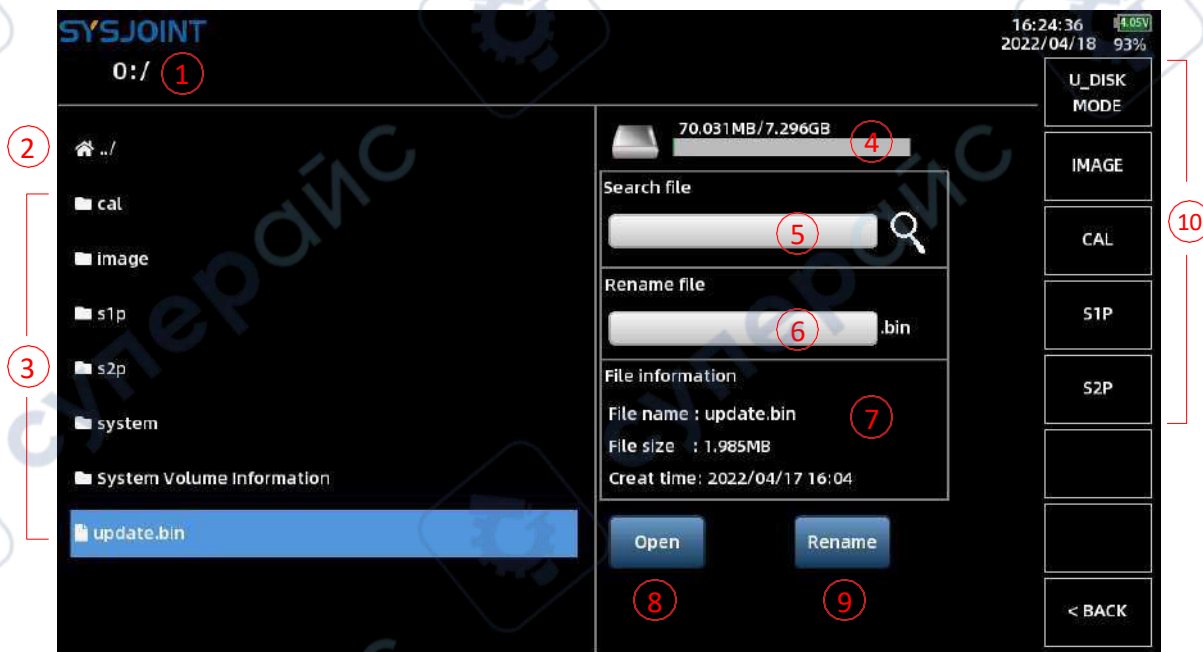 SYSJOINT
16:24:36 4.05V
2022/04/18 93%
0:/ 1
U_DISK
MODE
2 ../
70.031MB/7.296GB 4
IMAGE
cal
Search file
5
10
CAL
image
Rename file
s1p
6 .bin
S1P
3 s2p
File information
S2P
system
File name : update.bin 7
File size : 1.985MB
System Volume Information
Creat time: 2022/04/17 16:04
update.bin
Open
Rename
8
9
< BACK
суперайс
суперайс